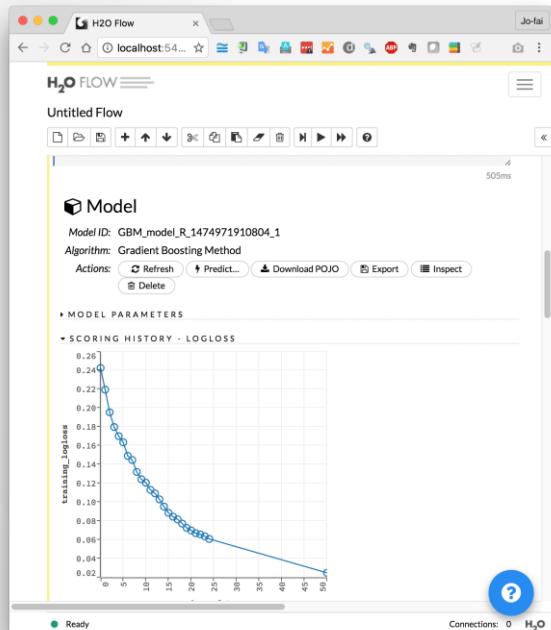 H2O Flow
Jo-fai
localhost:54...
ABP
H2O FLOW
Untitled Flow
505ms
Model
Model ID: GBM_model_R_1474971910804_1
Algorithm: Gradient Boosting Method
Actions: Refresh Predict... Download POJO Export Inspect
Delete
MODEL PARAMETERS
SCORING HISTORY - LOGLOSS
0.26
0.24
0.22
0.20
0.18
0.16
0.14
0.12
0.10
0.08
0.06
0.04
0.02
training_logloss
0 5 10 15 20 25 30 35 40 45 50
Ready
Connections: 0 H2O